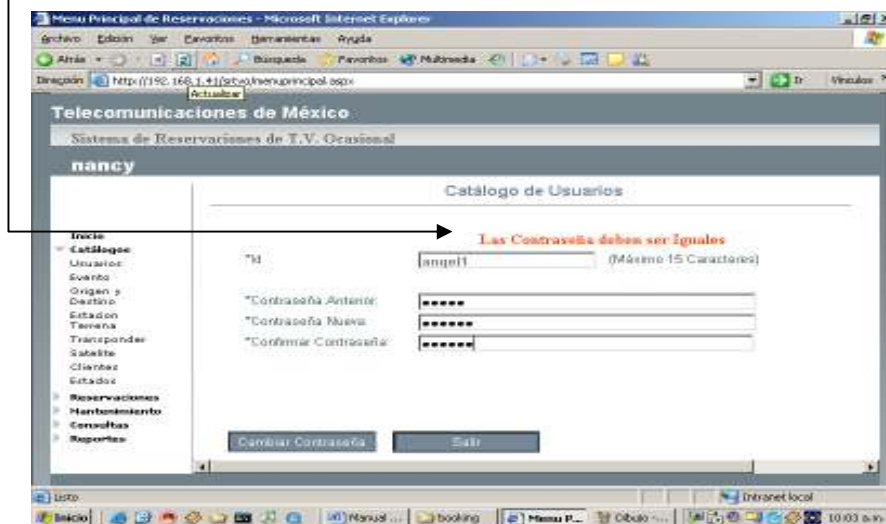 Menu Principal de Reservaciones - Microsoft Internet Explorer
Archivo Edición Ver Favoritos Herramientas Ayuda
Atrás Búsqueda Favoritos Multimedia
Dirección http://192.168.1.41/sitvo/menuprincipal.aspx Ir Vínculos
Actualizar
Telecomunicaciones de México
Sistema de Reservaciones de T.V. Ocasional
nancy
Catálogo de Usuarios
Las Contraseña deben ser Iguales
Inicio
Catálogos
Usuarios
Evento
Origen y
Destino
Estacion
Terrena
Transponder
Satelite
Clientes
Estados
Reservaciones
Mantenimiento
Consultas
Reportes
*Id angel1 (Máximo 15 Caracteres)
*Contraseña Anterior:
*Contraseña Nueva:
*Confirmar Contraseña:
Cambiar Contraseña Salir
Listo Intranet local
Inicio Manual ... booking Menu P... Dibujo -... 10:03 a.m.